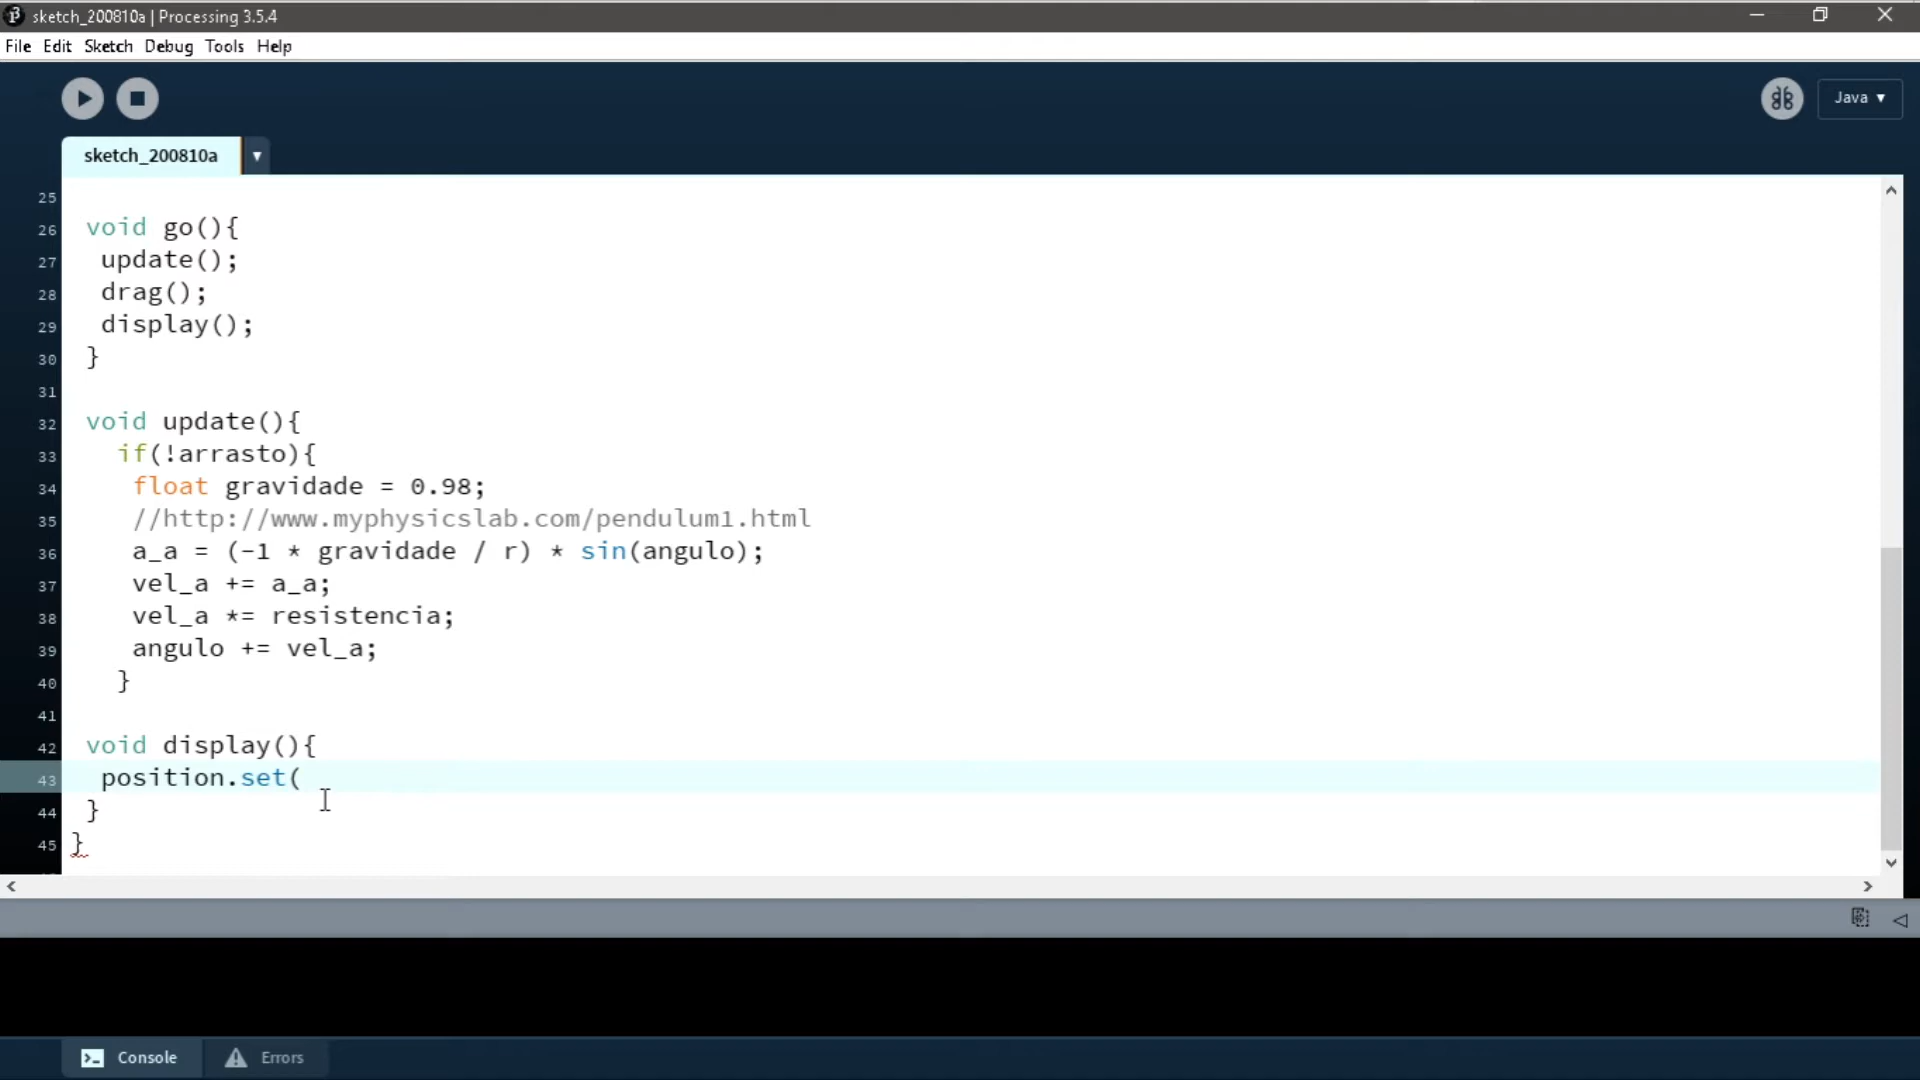 sketch_200810a | Processing 3.5.4
File Edit Sketch Debug Tools Help
Java ▾
sketch_200810a ▾
25
26 void go(){
27 update();
28 drag();
29 display();
30 }
31
32 void update(){
33 if(!arrasto){
34 float gravidade = 0.98;
35 //http://www.myphysicslab.com/pendulum1.html
36 a_a = (-1 * gravidade / r) * sin(angulo);
37 vel_a += a_a;
38 vel_a *= resistencia;
39 angulo += vel_a;
40 }
41
42 void display(){
43 position.set(
44 }
45 }
Console Errors